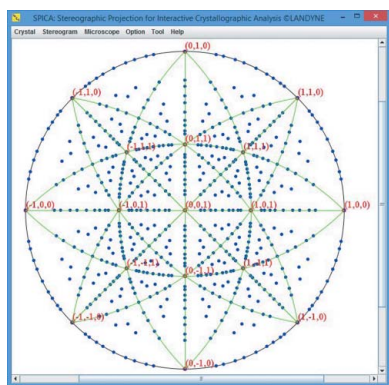 SPICA: Stereographic Projection for Interactive Crystallographic Analysis ©LANDYNE
Crystal Stereogram Microscope Option Tool Help
(0,1,0)
(-1,1,0) (1,1,0)
(0,1,1)
(-1,1,1) (1,1,1)
(-1,0,0) (-1,0,1) (0,0,1) (1,0,1) (1,0,0)
(-1,-1,1) (1,-1,1)
(0,-1,1)
(-1,-1,0) (1,-1,0)
(0,-1,0)